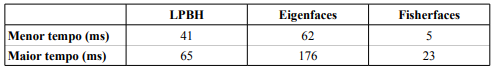 LPBH Eigenfaces Fisherfaces
Menor tempo (ms) 41 62 5
Maior tempo (ms) 65 176 23